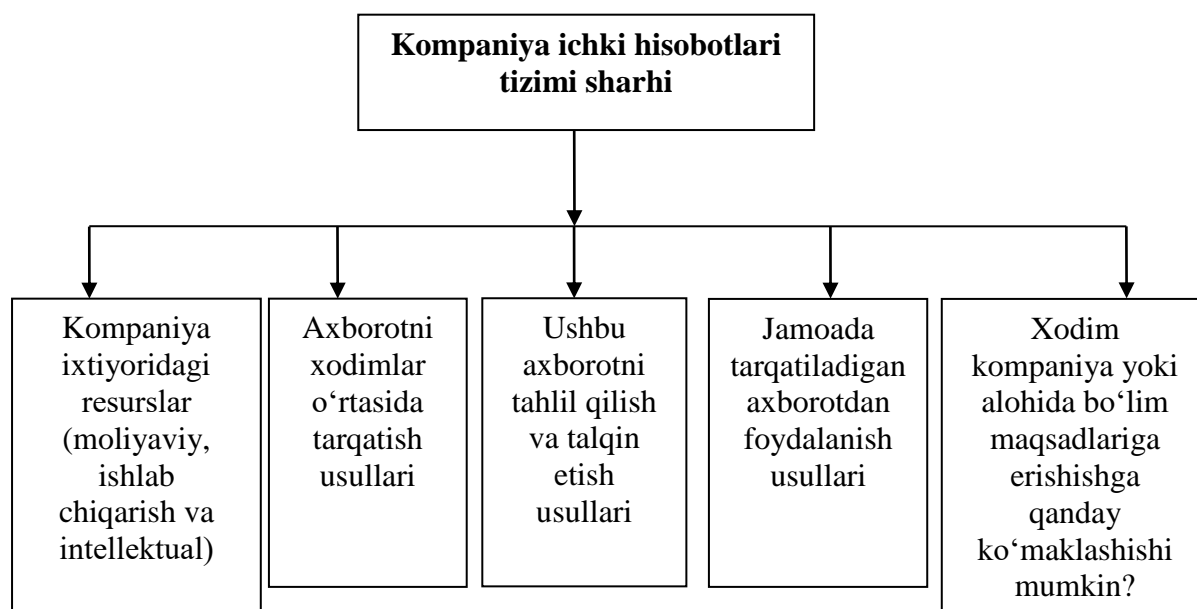 Kompaniya ichki hisobotlari
tizimi sharhi
Kompaniya
ixtiyoridagi
resurslar
(moliyaviy,
ishlab
chiqarish va
intellektual)
Axborotni
xodimlar
o‘rtasida
tarqatish
usullari
Ushbu
axborotni
tahlil qilish
va talqin
etish
usullari
Jamoada
tarqatiladigan
axborotdan
foydalanish
usullari
Xodim
kompaniya yoki
alohida bo‘lim
maqsadlariga
erishishga
qanday
ko‘maklashishi
mumkin?